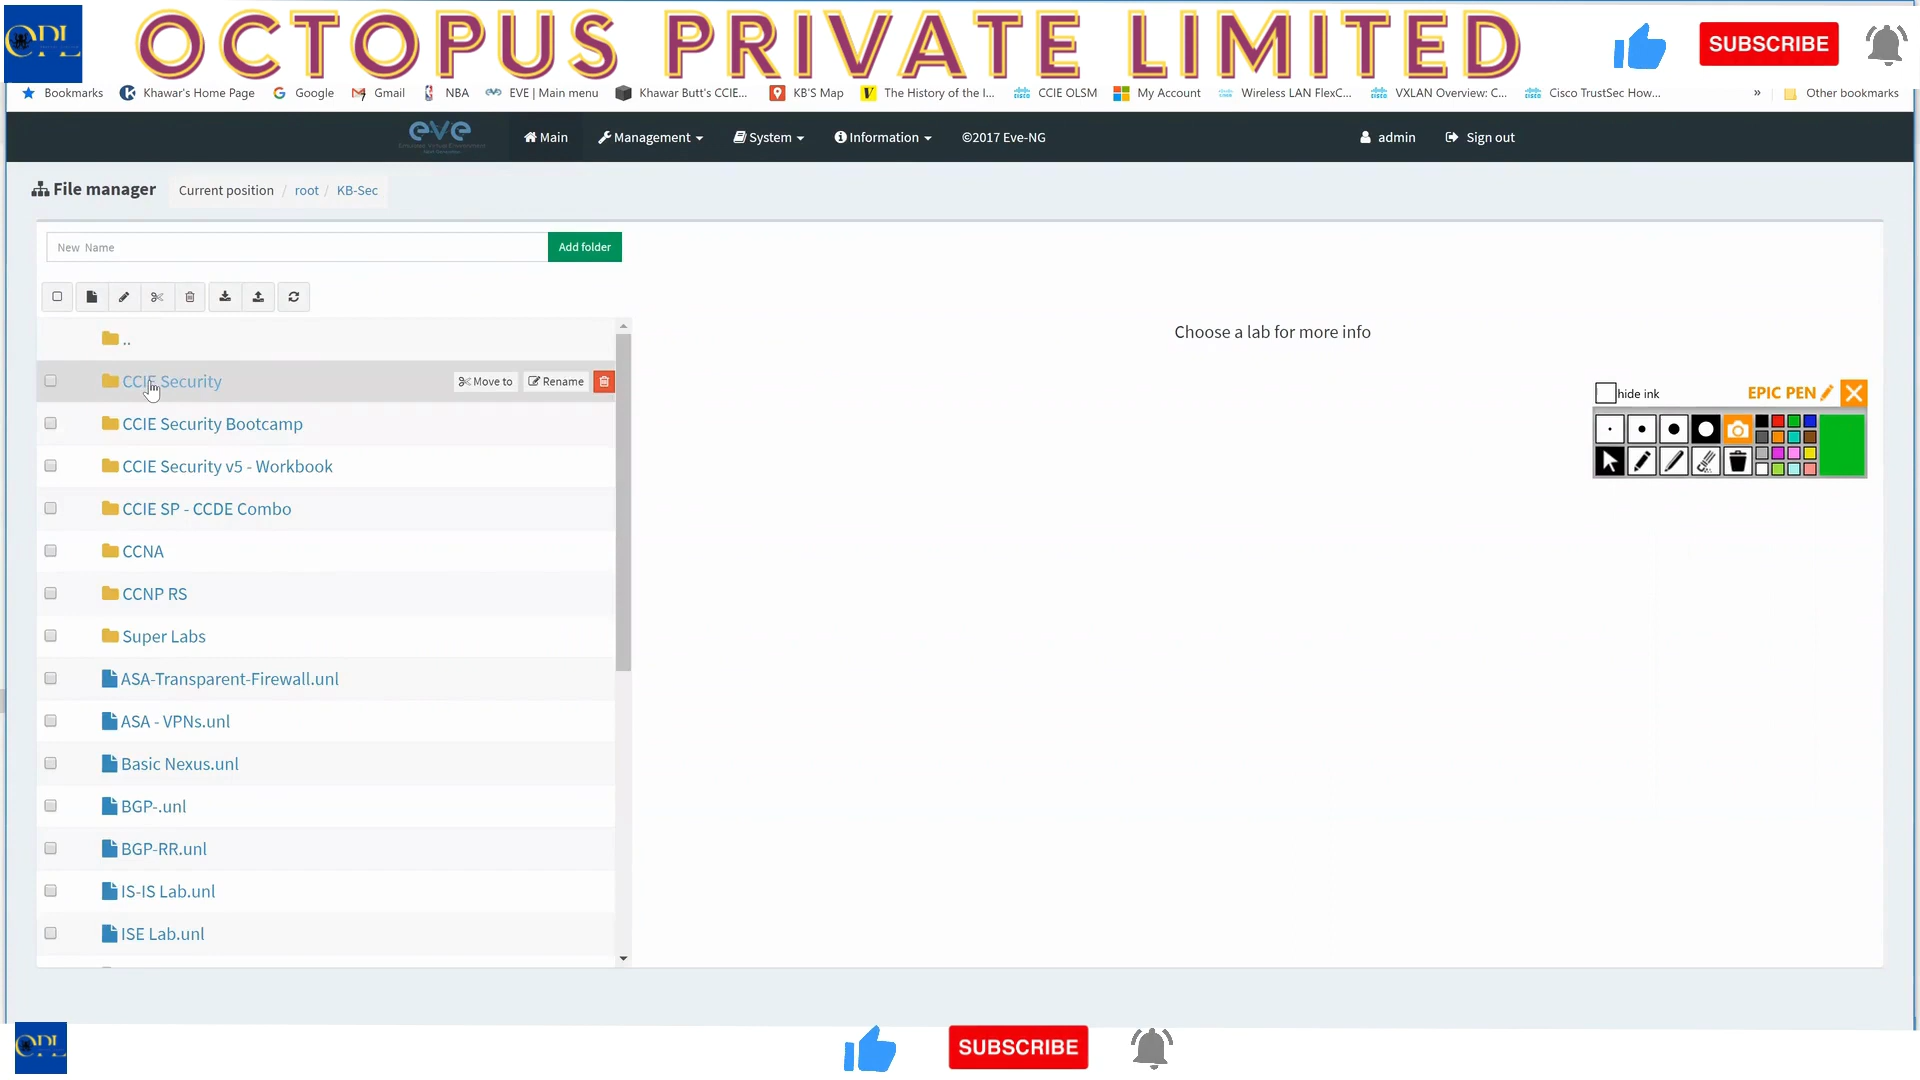 OPL OCTOPUS PRIVATE LIMITED SUBSCRIBE
Bookmarks Khawar's Home Page Google Gmail NBA EVE | Main menu Khawar Butt's CCIE... KB'S Map The History of the I... CCIE OLSM My Account Wireless LAN FlexC... VXLAN Overview: C... Cisco TrustSec How... » Other bookmarks
eve Main Management System Information ©2017 Eve-NG admin Sign out
File manager Current position / root / KB-Sec
New Name Add folder
..
Choose a lab for more info
CCIE Security Move to Rename
hide ink EPIC PEN
CCIE Security Bootcamp
CCIE Security v5 - Workbook
CCIE SP - CCDE Combo
CCNA
CCNP RS
Super Labs
ASA-Transparent-Firewall.unl
ASA - VPNs.unl
Basic Nexus.unl
BGP-.unl
BGP-RR.unl
IS-IS Lab.unl
ISE Lab.unl
OPL SUBSCRIBE